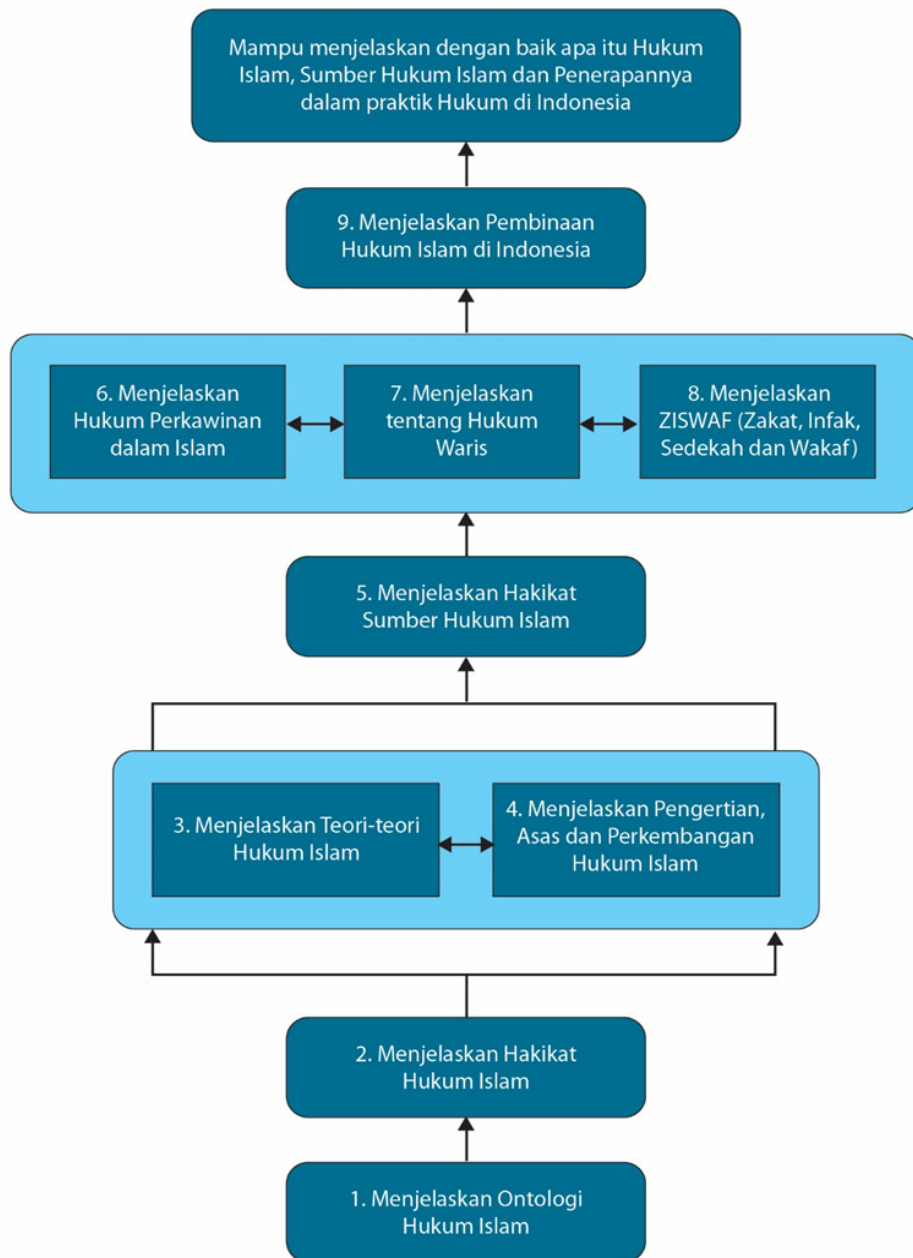 Mampu menjelaskan dengan baik apa itu Hukum
Islam, Sumber Hukum Islam dan Penerapannya
dalam praktik Hukum di Indonesia
9. Menjelaskan Pembinaan
Hukum Islam di Indonesia
6. Menjelaskan
Hukum Perkawinan
dalam Islam
7. Menjelaskan
tentang Hukum
Waris
8. Menjelaskan
ZISWAF (Zakat, Infak,
Sedekah dan Wakaf)
5. Menjelaskan Hakikat
Sumber Hukum Islam
3. Menjelaskan Teori-teori
Hukum Islam
4. Menjelaskan Pengertian,
Asas dan Perkembangan
Hukum Islam
2. Menjelaskan Hakikat
Hukum Islam
1. Menjelaskan Ontologi
Hukum Islam